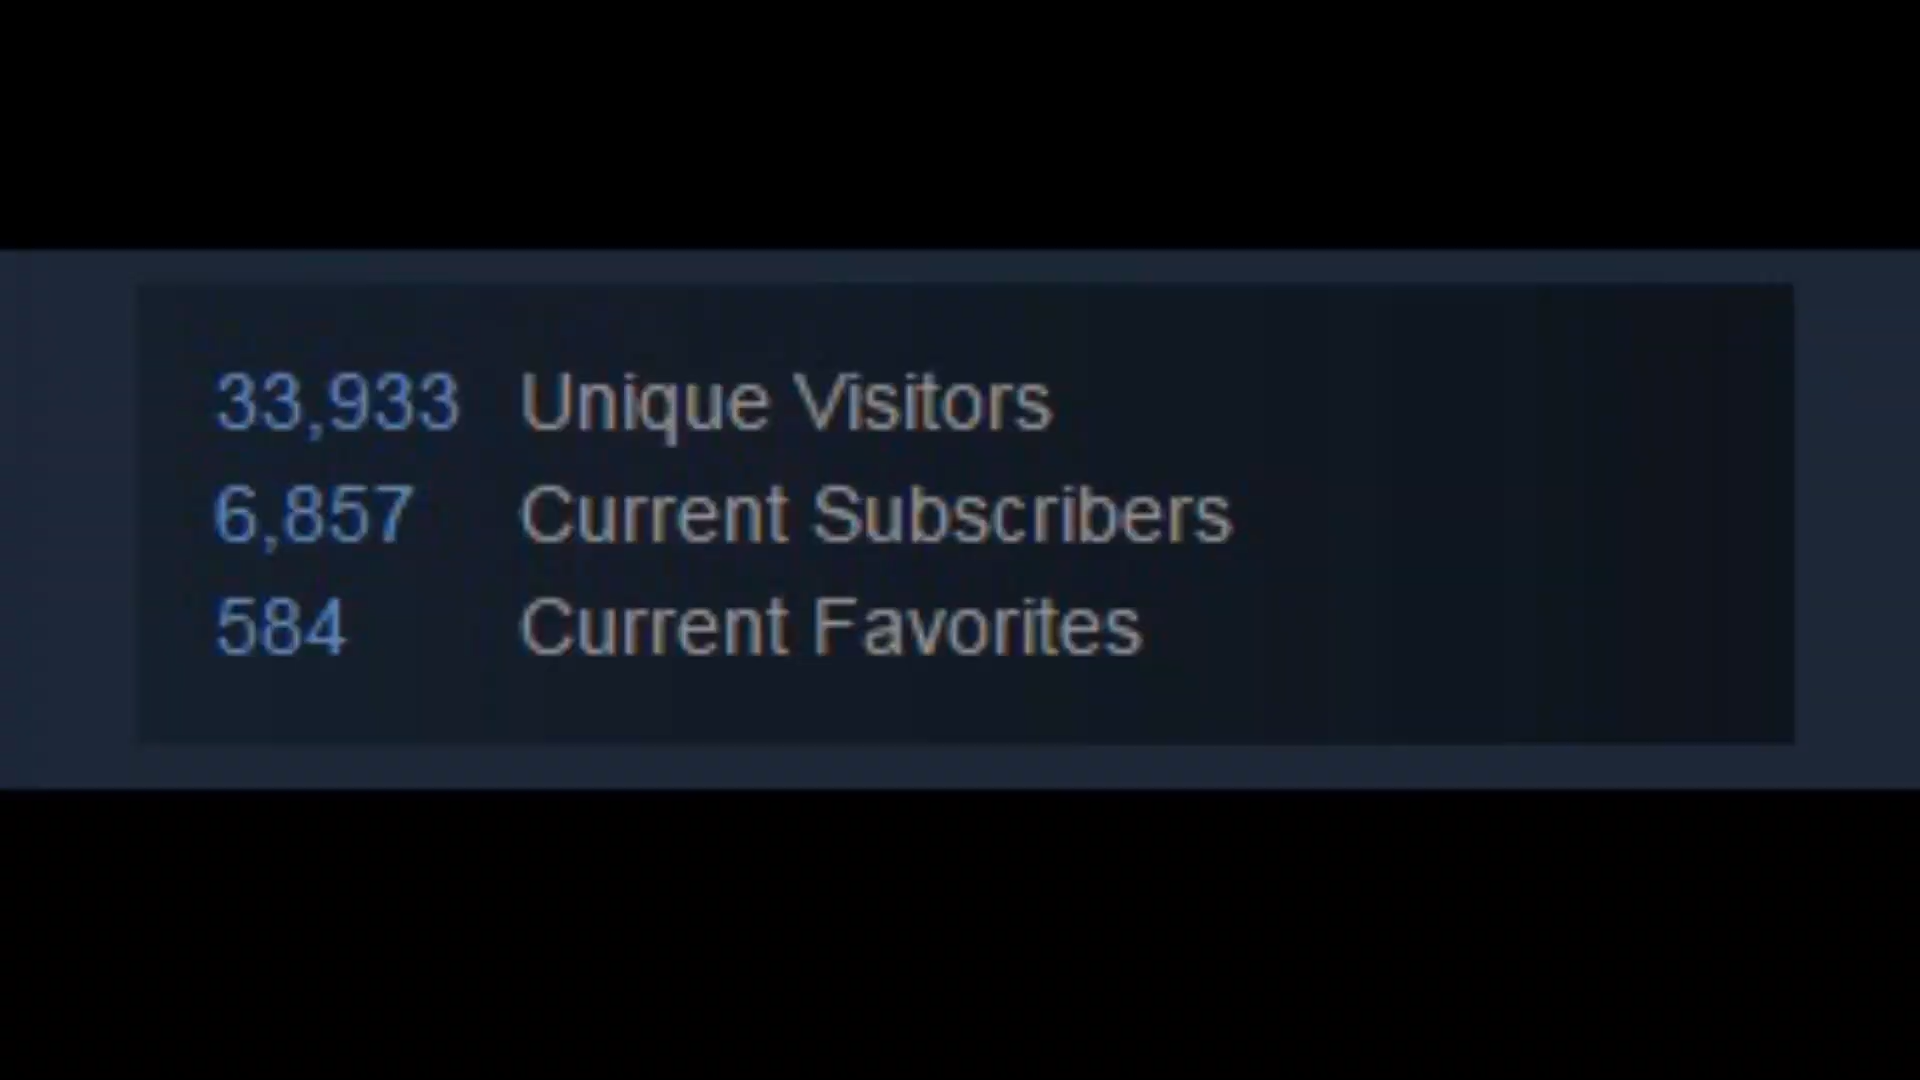 33,933 Unique Visitors
6,857 Current Subscribers
584 Current Favorites